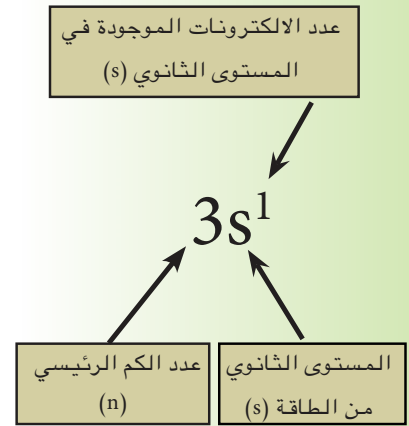 عدد الالكترونات الموجودة في
المستوى الثانوي (s)
3s¹
المستوى الثانوي
من الطاقة (s)
عدد الكم الرئيسي
(n)